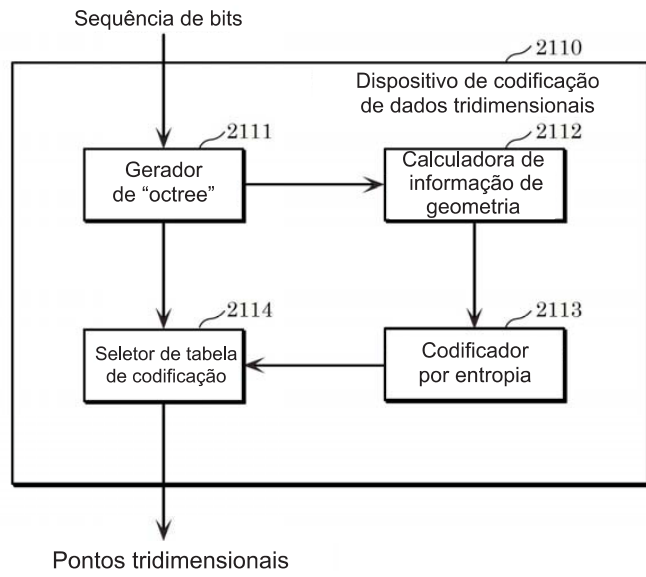 Sequência de bits
2110
Dispositivo de codificação
de dados tridimensionais
2111
Gerador
de “octree”
2112
Calculadora de
informação de
geometria
2114
Seletor de tabela
de codificação
2113
Codificador
por entropia
Pontos tridimensionais